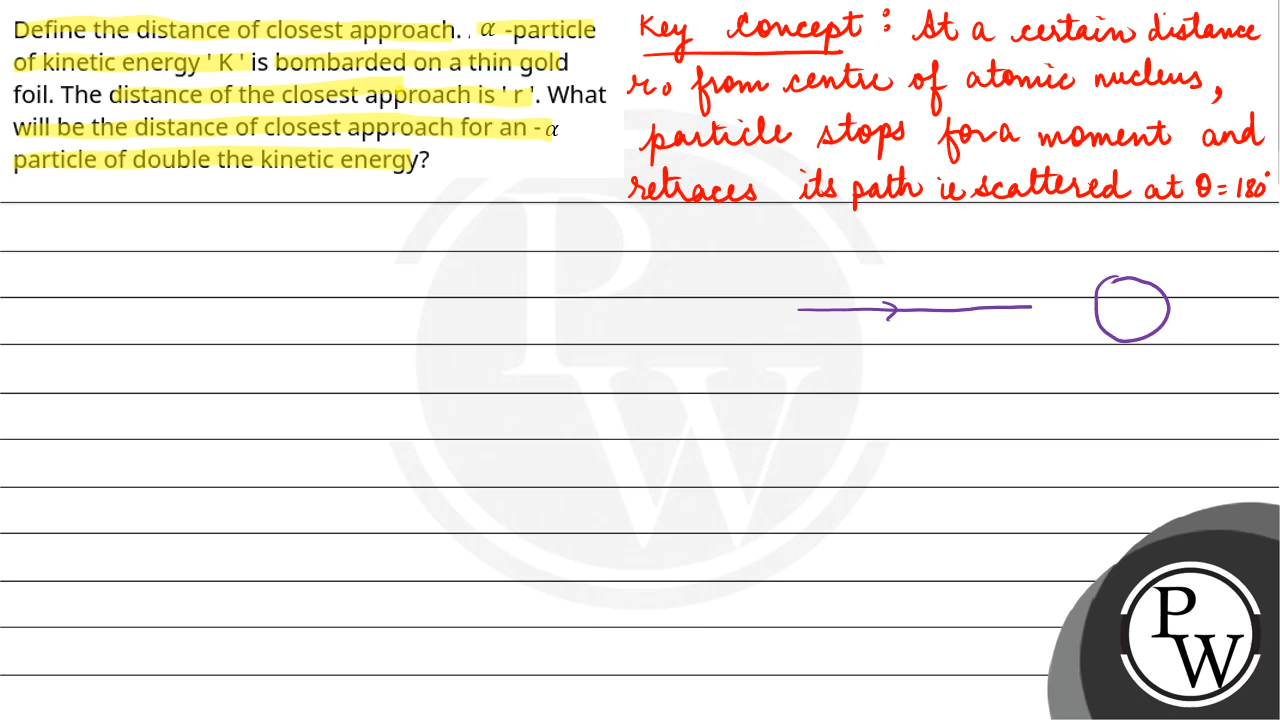 Define the distance of closest approach. . α -particle
of kinetic energy ' K ' is bombarded on a thin gold
foil. The distance of the closest approach is ' r '. What
will be the distance of closest approach for an - α
particle of double the kinetic energy?
Key Concept : At a certain distance
r₀ from centre of atomic nucleus,
particle stops for a moment and
retraces its path ie scattered at θ = 180°
P
W
P
W